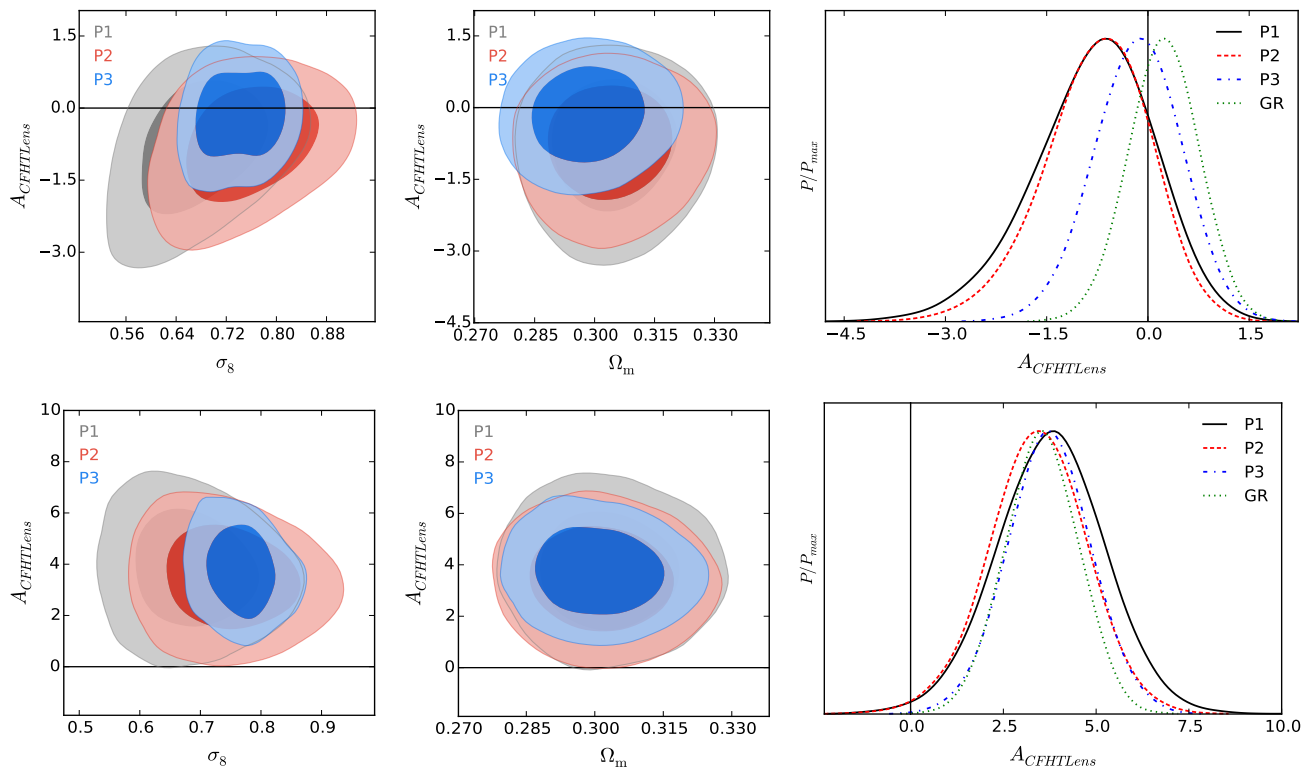 1.5
0.0
−1.5
−3.0
A_CFHTLens
P1
P2
P3
0.56 0.64 0.72 0.80 0.88
σ_8
1.5
0.0
−1.5
−3.0
−4.5
A_CFHTLens
P1
P2
P3
0.270 0.285 0.300 0.315 0.330
Ω_m
P/P_max
P1
P2
P3
GR
−4.5 −3.0 −1.5 0.0 1.5
A_CFHTLens
10
8
6
4
2
0
A_CFHTLens
P1
P2
P3
0.5 0.6 0.7 0.8 0.9
σ_8
10
8
6
4
2
0
A_CFHTLens
P1
P2
P3
0.270 0.285 0.300 0.315 0.330
Ω_m
P/P_max
P1
P2
P3
GR
0.0 2.5 5.0 7.5 10.0
A_CFHTLens